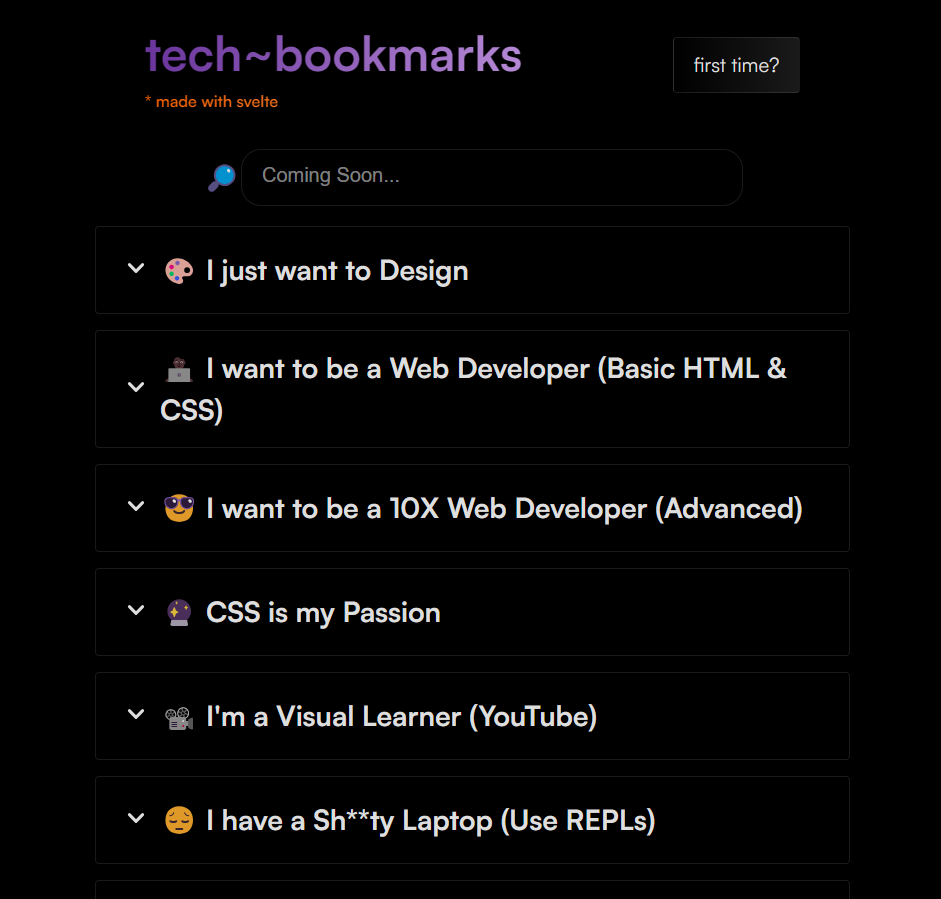 tech~bookmarks
first time?
* made with svelte
Coming Soon...
I just want to Design
I want to be a Web Developer (Basic HTML &
CSS)
I want to be a 10X Web Developer (Advanced)
CSS is my Passion
I'm a Visual Learner (YouTube)
I have a Sh**ty Laptop (Use REPLs)